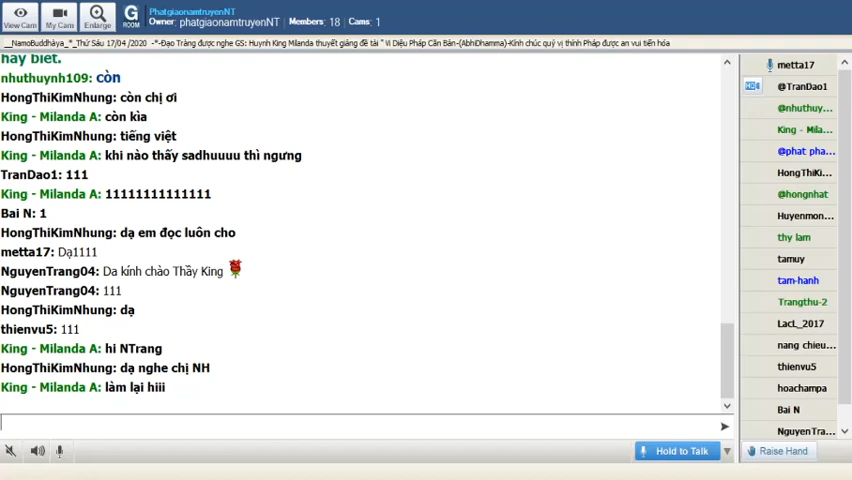 View Cam
My Cam
Enlarge
G
ROOM
PhatgiaonamtruyenNT
Owner: phatgiaonamtruyenNT Members: 18 Cams: 1
__NamoBuddhàya_*_Thứ Sáu 17/04 /2020 -*-Đạo Tràng được nghe GS: Huynh King Milanda thuyết giảng đề tài " Vi Diệu Pháp Căn Bản-(AbhiDhamma)-Kính chúc quý vị thính Pháp được an vui tiến hóa
hay biết.
nhuthuynh109: còn
HongThiKimNhung: còn chị ơi
King - Milanda A: còn kìa
HongThiKimNhung: tiếng việt
King - Milanda A: khi nào thấy sadhuuuu thì ngưng
TranDao1: 111
King - Milanda A: 11111111111111
Bai N: 1
HongThiKimNhung: dạ em đọc luôn cho
metta17: Dạ1111
NguyenTrang04: Da kính chào Thầy King
NguyenTrang04: 111
HongThiKimNhung: dạ
thienvu5: 111
King - Milanda A: hi NTrang
HongThiKimNhung: dạ nghe chị NH
King - Milanda A: làm lại hiii
Hold to Talk
metta17
@TranDao1
@nhuthuy...
King - Mila...
@phat pha...
HongThiKi...
@hongnhat
Huyenmon...
thy lam
tamuy
tam-hanh
Trangthu-2
LacL_2017
nang chieu...
thienvu5
hoachampa
Bai N
NguyenTra...
Raise Hand